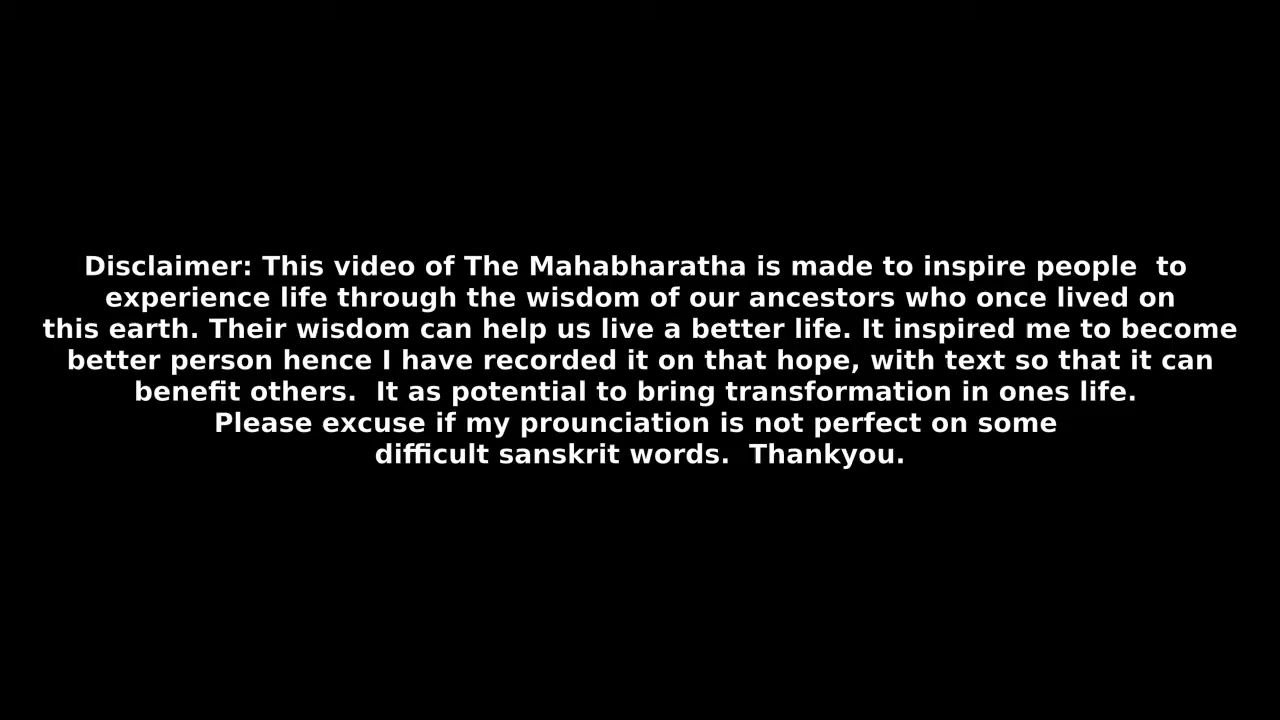 Disclaimer: This video of The Mahabharatha is made to inspire people  to
experience life through the wisdom of our ancestors who once lived on
this earth. Their wisdom can help us live a better life. It inspired me to become
better person hence I have recorded it on that hope, with text so that it can
benefit others.  It as potential to bring transformation in ones life.
Please excuse if my prounciation is not perfect on some
difficult sanskrit words.  Thankyou.